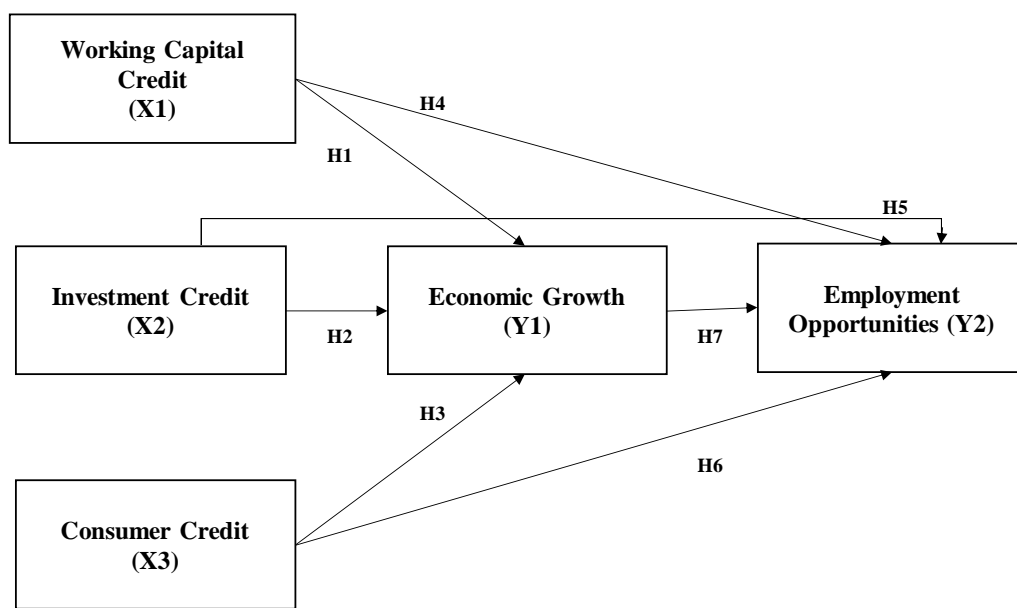 Working Capital
Credit
(X1)
H4
H1
H5
Investment Credit
(X2)
H2
Economic Growth
(Y1)
H7
Employment
Opportunities (Y2)
H3
H6
Consumer Credit
(X3)